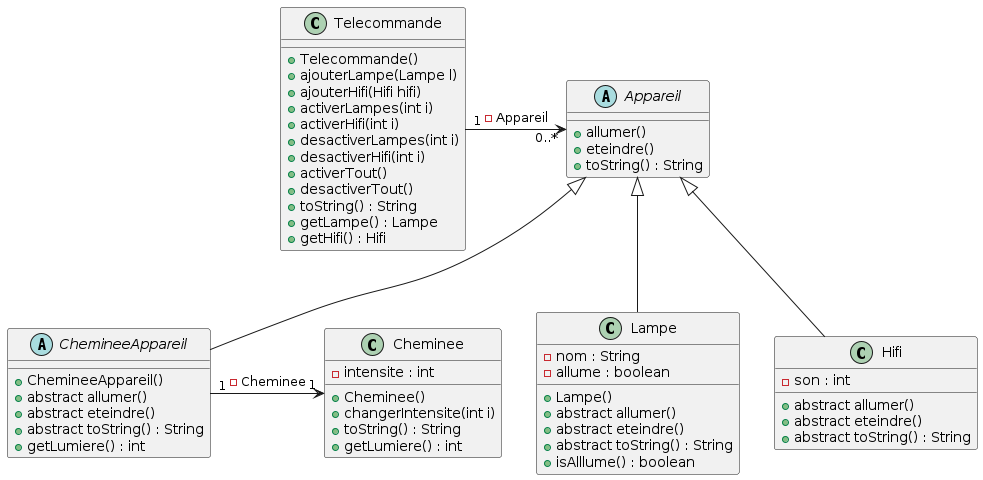 C Telecommande
Telecommande()
ajouterLampe(Lampe l)
ajouterHifi(Hifi hifi)
activerLampes(int i)
activerHifi(int i)
desactiverLampes(int i)
desactiverHifi(int i)
activerTout()
desactiverTout()
toString() : String
getLampe() : Lampe
getHifi() : Hifi
1 Appareil 0..*
A Appareil
allumer()
eteindre()
toString() : String
A ChemineeAppareil
ChemineeAppareil()
abstract allumer()
abstract eteindre()
abstract toString() : String
getLumiere() : int
1 Cheminee 1
C Cheminee
intensite : int
Cheminee()
changerIntensite(int i)
toString() : String
getLumiere() : int
C Lampe
nom : String
allume : boolean
Lampe()
abstract allumer()
abstract eteindre()
abstract toString() : String
isAlllume() : boolean
C Hifi
son : int
abstract allumer()
abstract eteindre()
abstract toString() : String